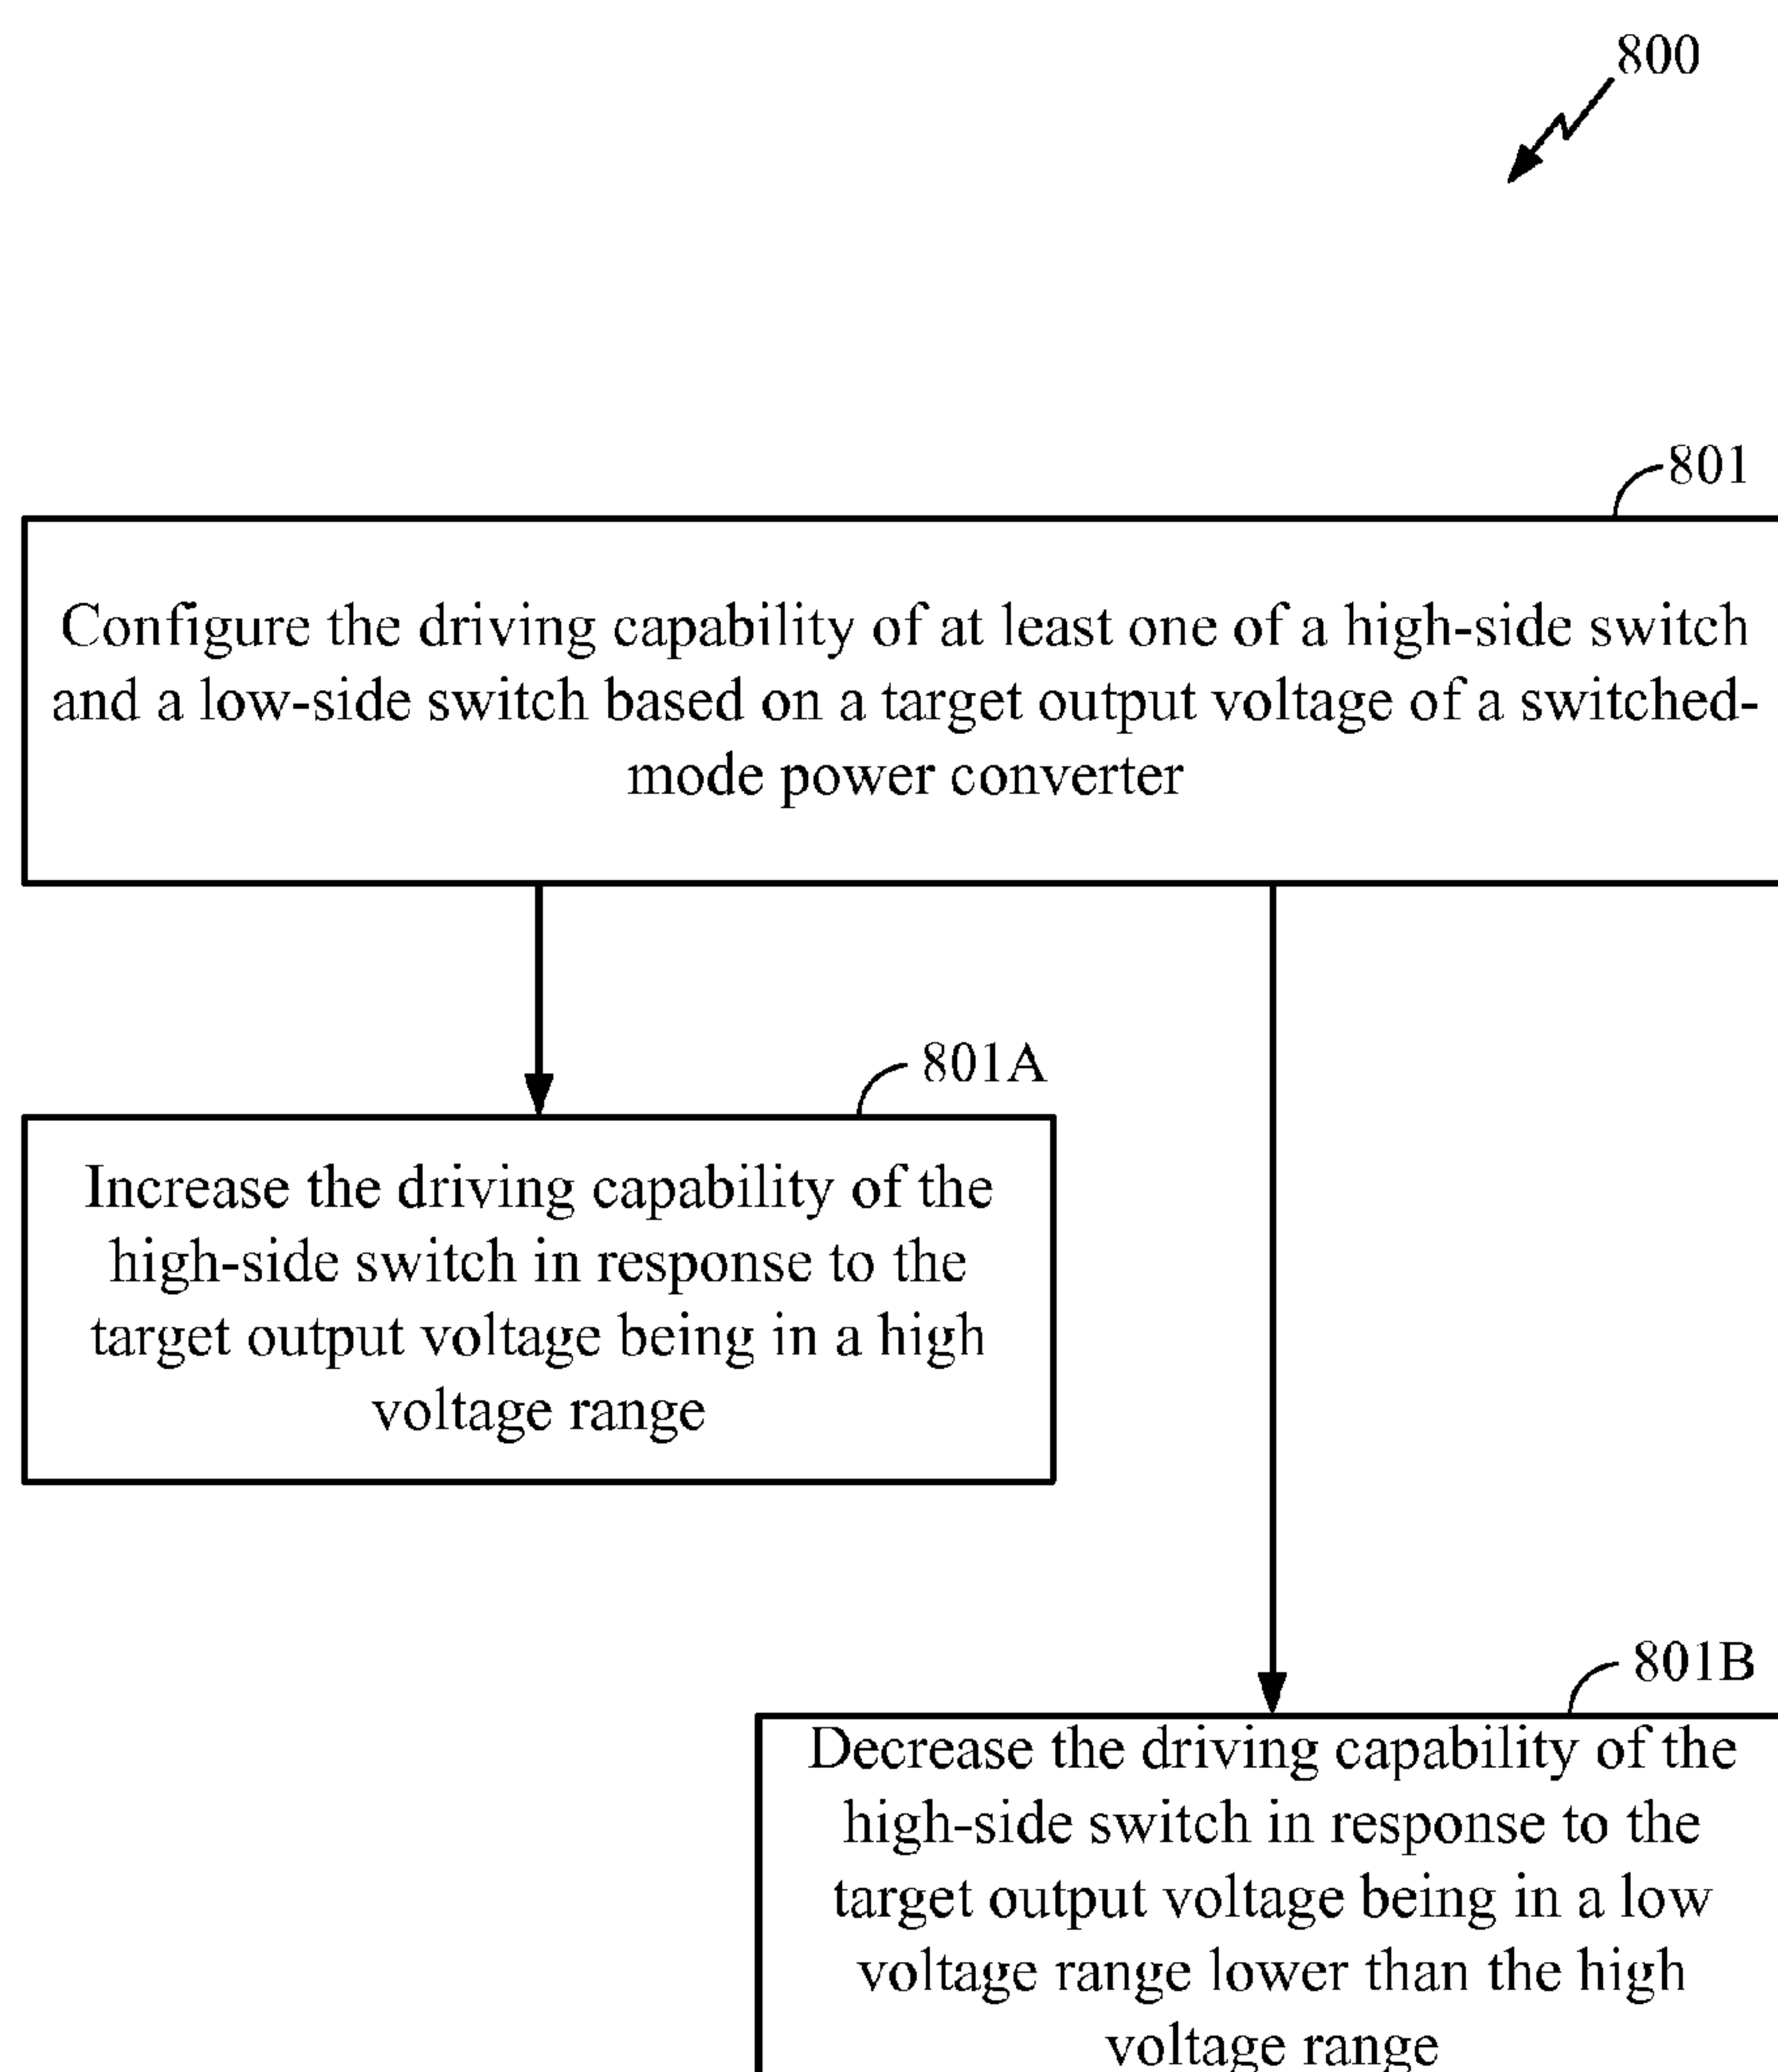 800
801
Configure the driving capability of at least one of a high-side switch
and a low-side switch based on a target output voltage of a switched-
mode power converter
801A
Increase the driving capability of the
high-side switch in response to the
target output voltage being in a high
voltage range
801B
Decrease the driving capability of the
high-side switch in response to the
target output voltage being in a low
voltage range lower than the high
voltage range